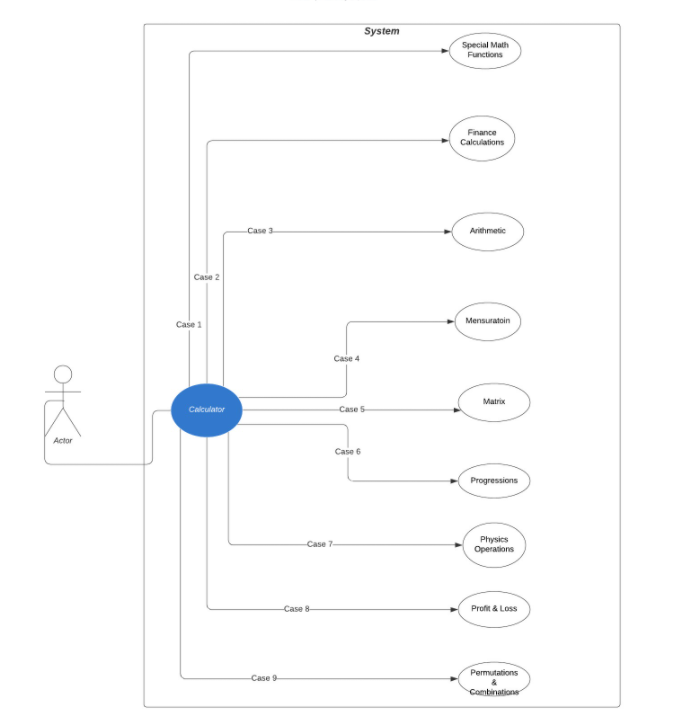 System
Special Math
Functions
Finance
Calculations
Case 3
Arithmetic
Case 2
Case 1
Mensuratoin
Case 4
Calculator
Case 5
Matrix
Actor
Case 6
Progressions
Case 7
Physics
Operations
Case 8
Profit & Loss
Case 9
Permutations
&
Combinations